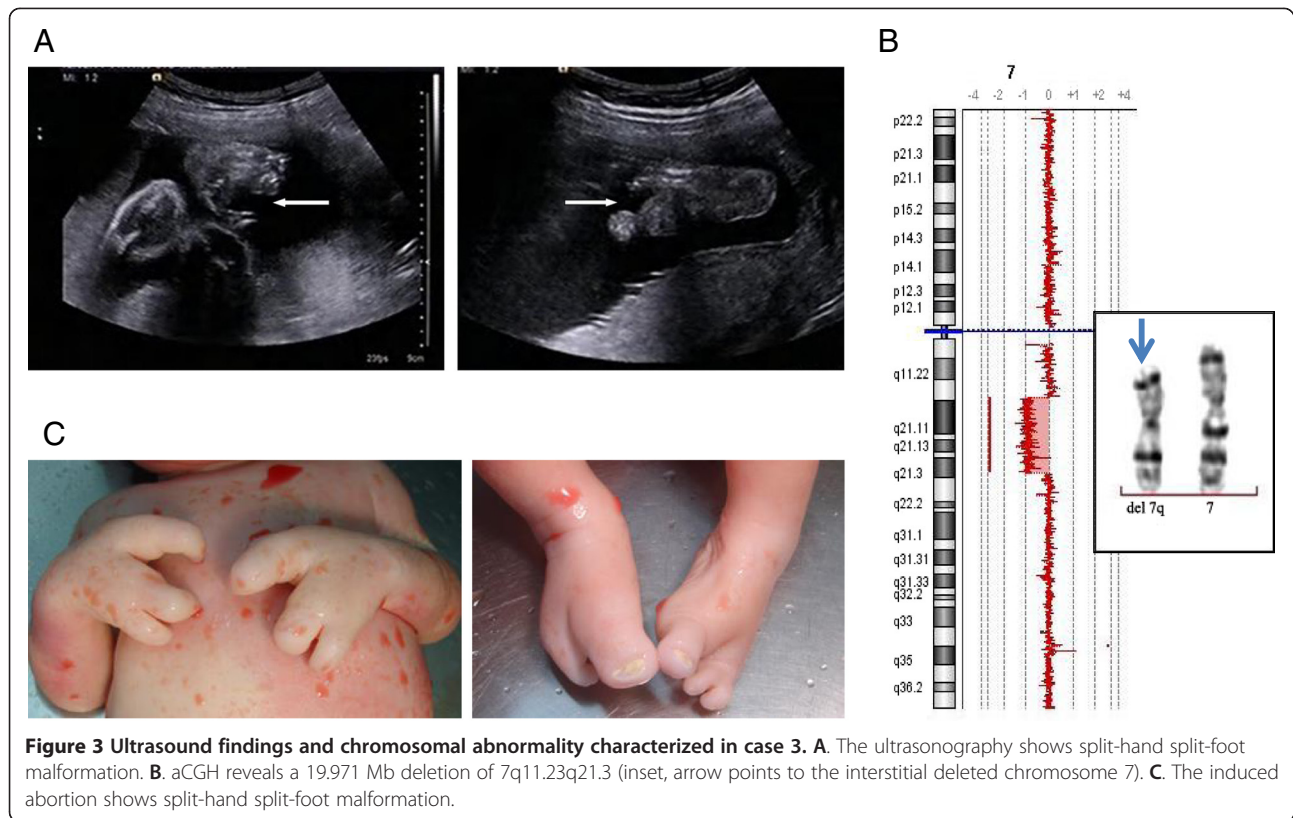 A
B
MI: 1.2
MI: 1.2
23fps 9cm
7
-4 -2 -1 0 +1 +2 +4
p22.2
p21.3
p21.1
p15.2
p14.3
p14.1
p12.3
p12.1
q11.22
q21.11
q21.13
q21.3
q22.2
q31.1
q31.31
q31.33
q32.2
q33
q35
q36.2
del 7q 7
C
Figure 3 Ultrasound findings and chromosomal abnormality characterized in case 3. A. The ultrasonography shows split-hand split-foot
malformation. B. aCGH reveals a 19.971 Mb deletion of 7q11.23q21.3 (inset, arrow points to the interstitial deleted chromosome 7). C. The induced
abortion shows split-hand split-foot malformation.